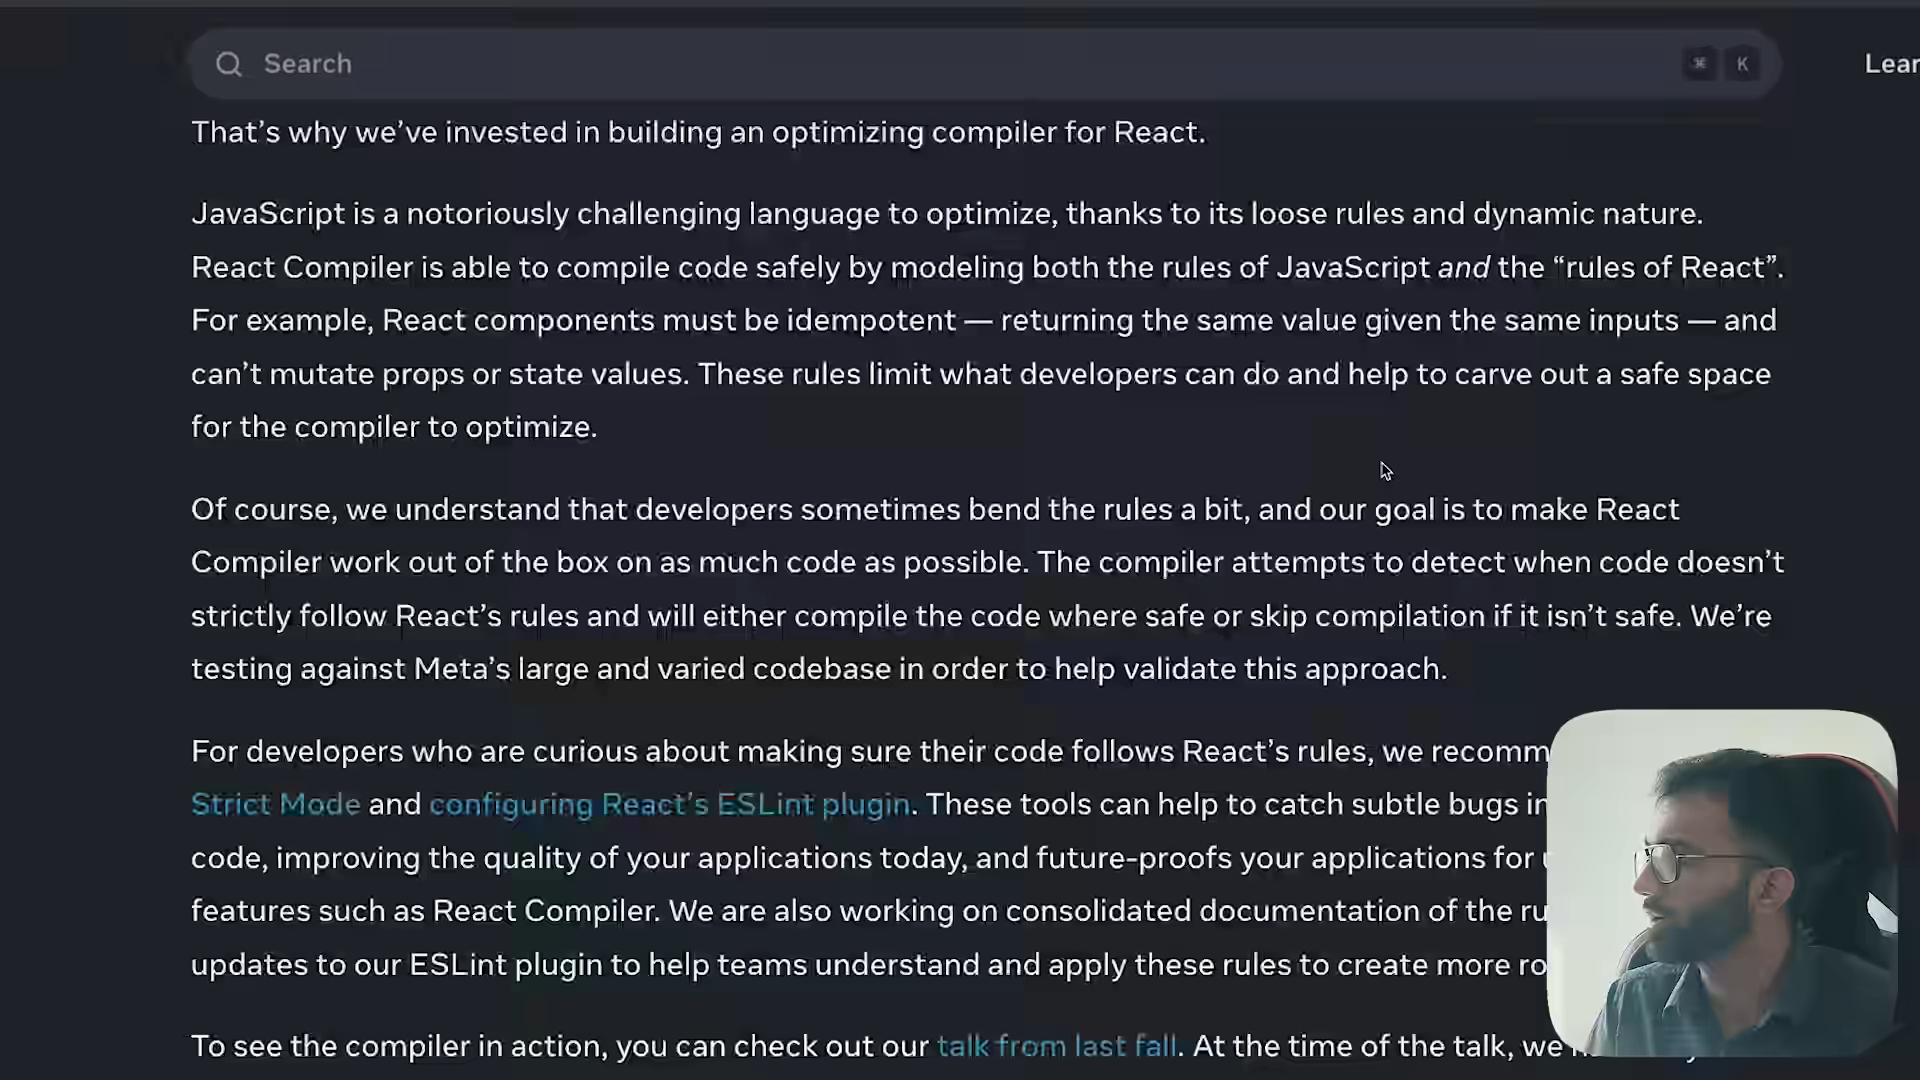 Search
⌘ K
Lear
That’s why we’ve invested in building an optimizing compiler for React.
JavaScript is a notoriously challenging language to optimize, thanks to its loose rules and dynamic nature.
React Compiler is able to compile code safely by modeling both the rules of JavaScript and the “rules of React”.
For example, React components must be idempotent — returning the same value given the same inputs — and
can’t mutate props or state values. These rules limit what developers can do and help to carve out a safe space
for the compiler to optimize.
Of course, we understand that developers sometimes bend the rules a bit, and our goal is to make React
Compiler work out of the box on as much code as possible. The compiler attempts to detect when code doesn’t
strictly follow React’s rules and will either compile the code where safe or skip compilation if it isn’t safe. We’re
testing against Meta’s large and varied codebase in order to help validate this approach.
For developers who are curious about making sure their code follows React’s rules, we recomm
Strict Mode and configuring React’s ESLint plugin. These tools can help to catch subtle bugs in
code, improving the quality of your applications today, and future-proofs your applications for
features such as React Compiler. We are also working on consolidated documentation of the ru
updates to our ESLint plugin to help teams understand and apply these rules to create more ro
To see the compiler in action, you can check out our talk from last fall. At the time of the talk, we